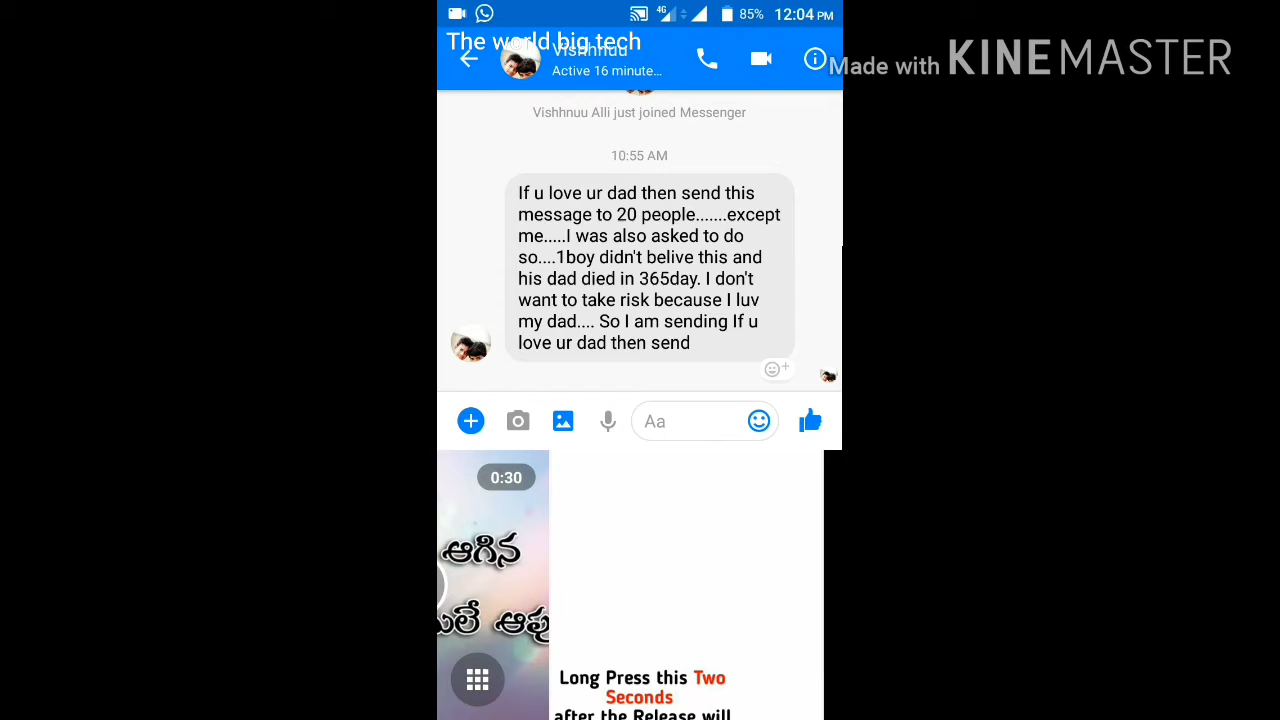 85% 12:04 PM
The world big tech
Vishhnuu
Active 16 minute...
Made with KINEMASTER
Vishhnuu Alli just joined Messenger
10:55 AM
If u love ur dad then send this
message to 20 people.......except
me.....I was also asked to do
so....1boy didn't belive this and
his dad died in 365day. I don't
want to take risk because I luv
my dad.... So I am sending If u
love ur dad then send
Aa
0:30
ఆగిన
లే ఆపు
Long Press this Two
Seconds
after the Release will